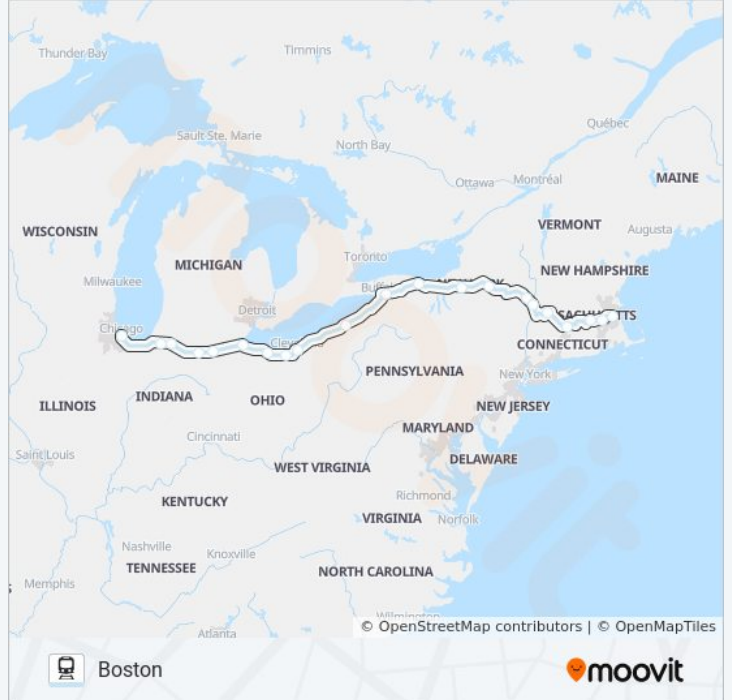 Thunder Bay
Timmins
Québec
Sault Ste. Marie
North Bay
Ottawa
Montréal
MAINE
WISCONSIN
VERMONT
Augusta
Toronto
MICHIGAN
NEW HAMPSHIRE
Milwaukee
Detroit
Chicago
CONNECTICUT
PENNSYLVANIA
New York
INDIANA
OHIO
ILLINOIS
NEW JERSEY
MARYLAND
Cincinnati
Saint Louis
DELAWARE
WEST VIRGINIA
KENTUCKY
Richmond
VIRGINIA
Norfolk
Nashville
Knoxville
TENNESSEE
NORTH CAROLINA
Memphis
Wilmington
Atlanta
© OpenStreetMap contributors | © OpenMapTiles
Boston
moovit